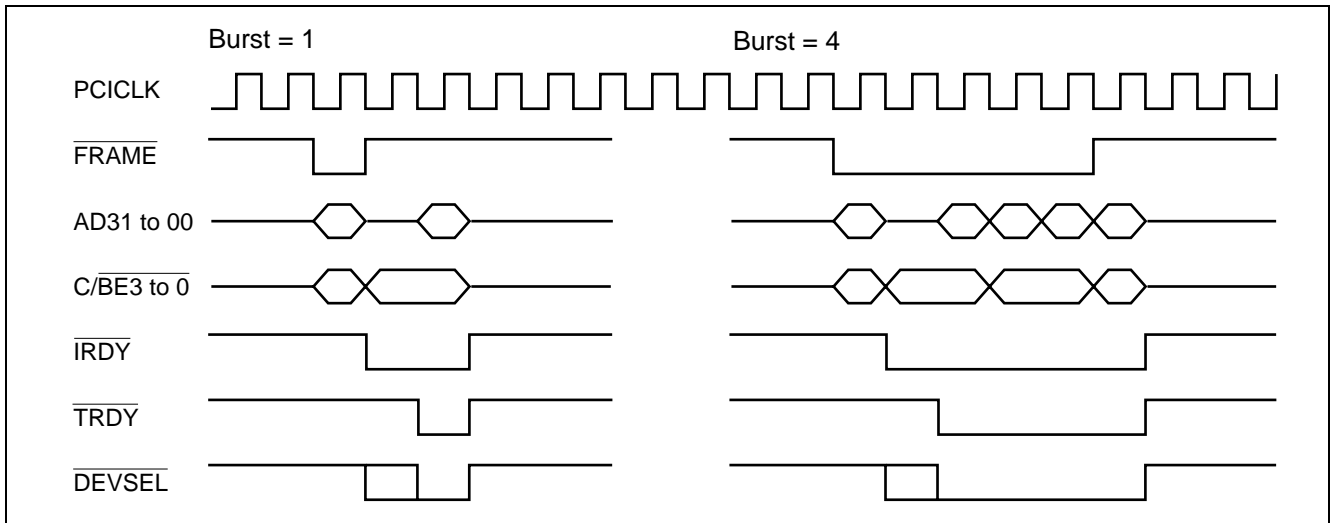 Burst = 1
Burst = 4
PCICLK
FRAME
AD31 to 00
C/BE3 to 0
IRDY
TRDY
DEVSEL